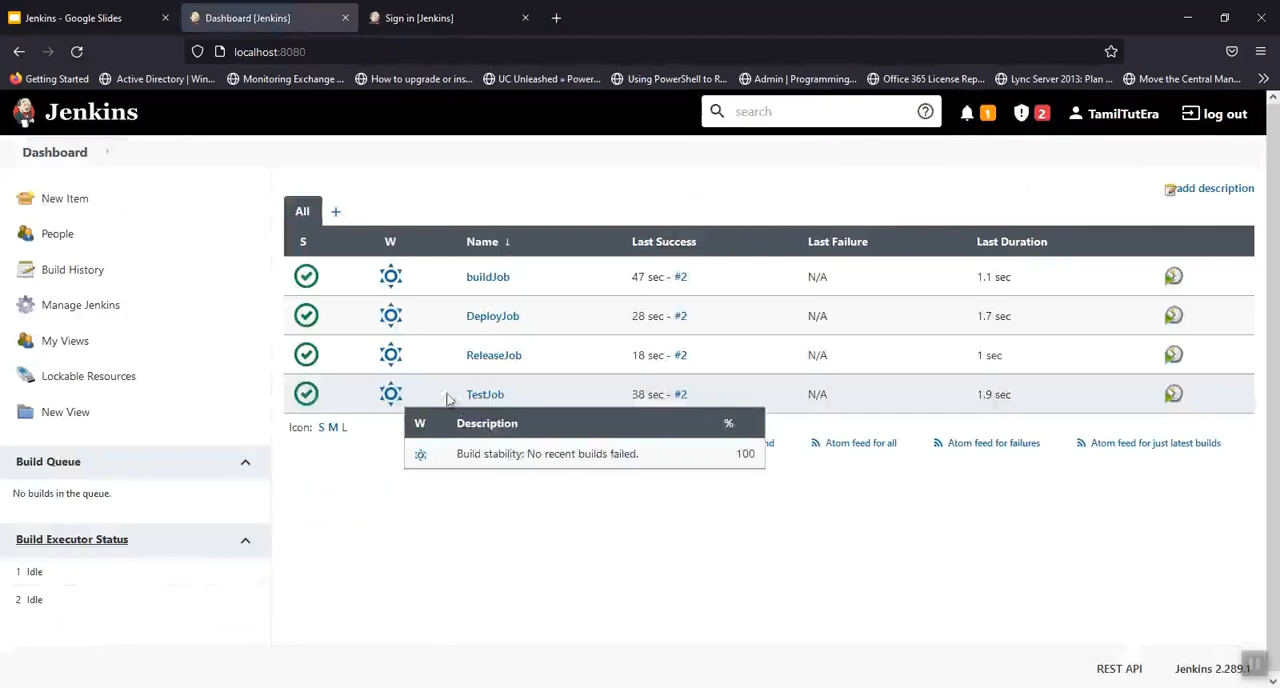 Jenkins - Google Slides
Dashboard [Jenkins]
Sign in [Jenkins]
localhost:8080
Getting Started
Active Directory (Win...
Monitoring Exchange ...
How to upgrade or ins...
UC Unleashed » Power...
Using PowerShell to R...
Admin | Programming...
Office 365 License Rep...
Lync Server 2013: Plan ...
Move the Central Man...
Jenkins
search
1
2
TamilTutEra
log out
Dashboard
New Item
People
Build History
Manage Jenkins
My Views
Lockable Resources
New View
Build Queue
No builds in the queue.
Build Executor Status
1 Idle
2 Idle
add description
All +
S W Name ↓ Last Success Last Failure Last Duration
buildJob 47 sec - #2 N/A 1.1 sec
DeployJob 28 sec - #2 N/A 1.7 sec
ReleaseJob 18 sec - #2 N/A 1 sec
TestJob 38 sec - #2 N/A 1.9 sec
Icon: S M L
W Description %
Build stability: No recent builds failed. 100
Atom feed for all
Atom feed for failures
Atom feed for just latest builds
REST API
Jenkins 2.289.1